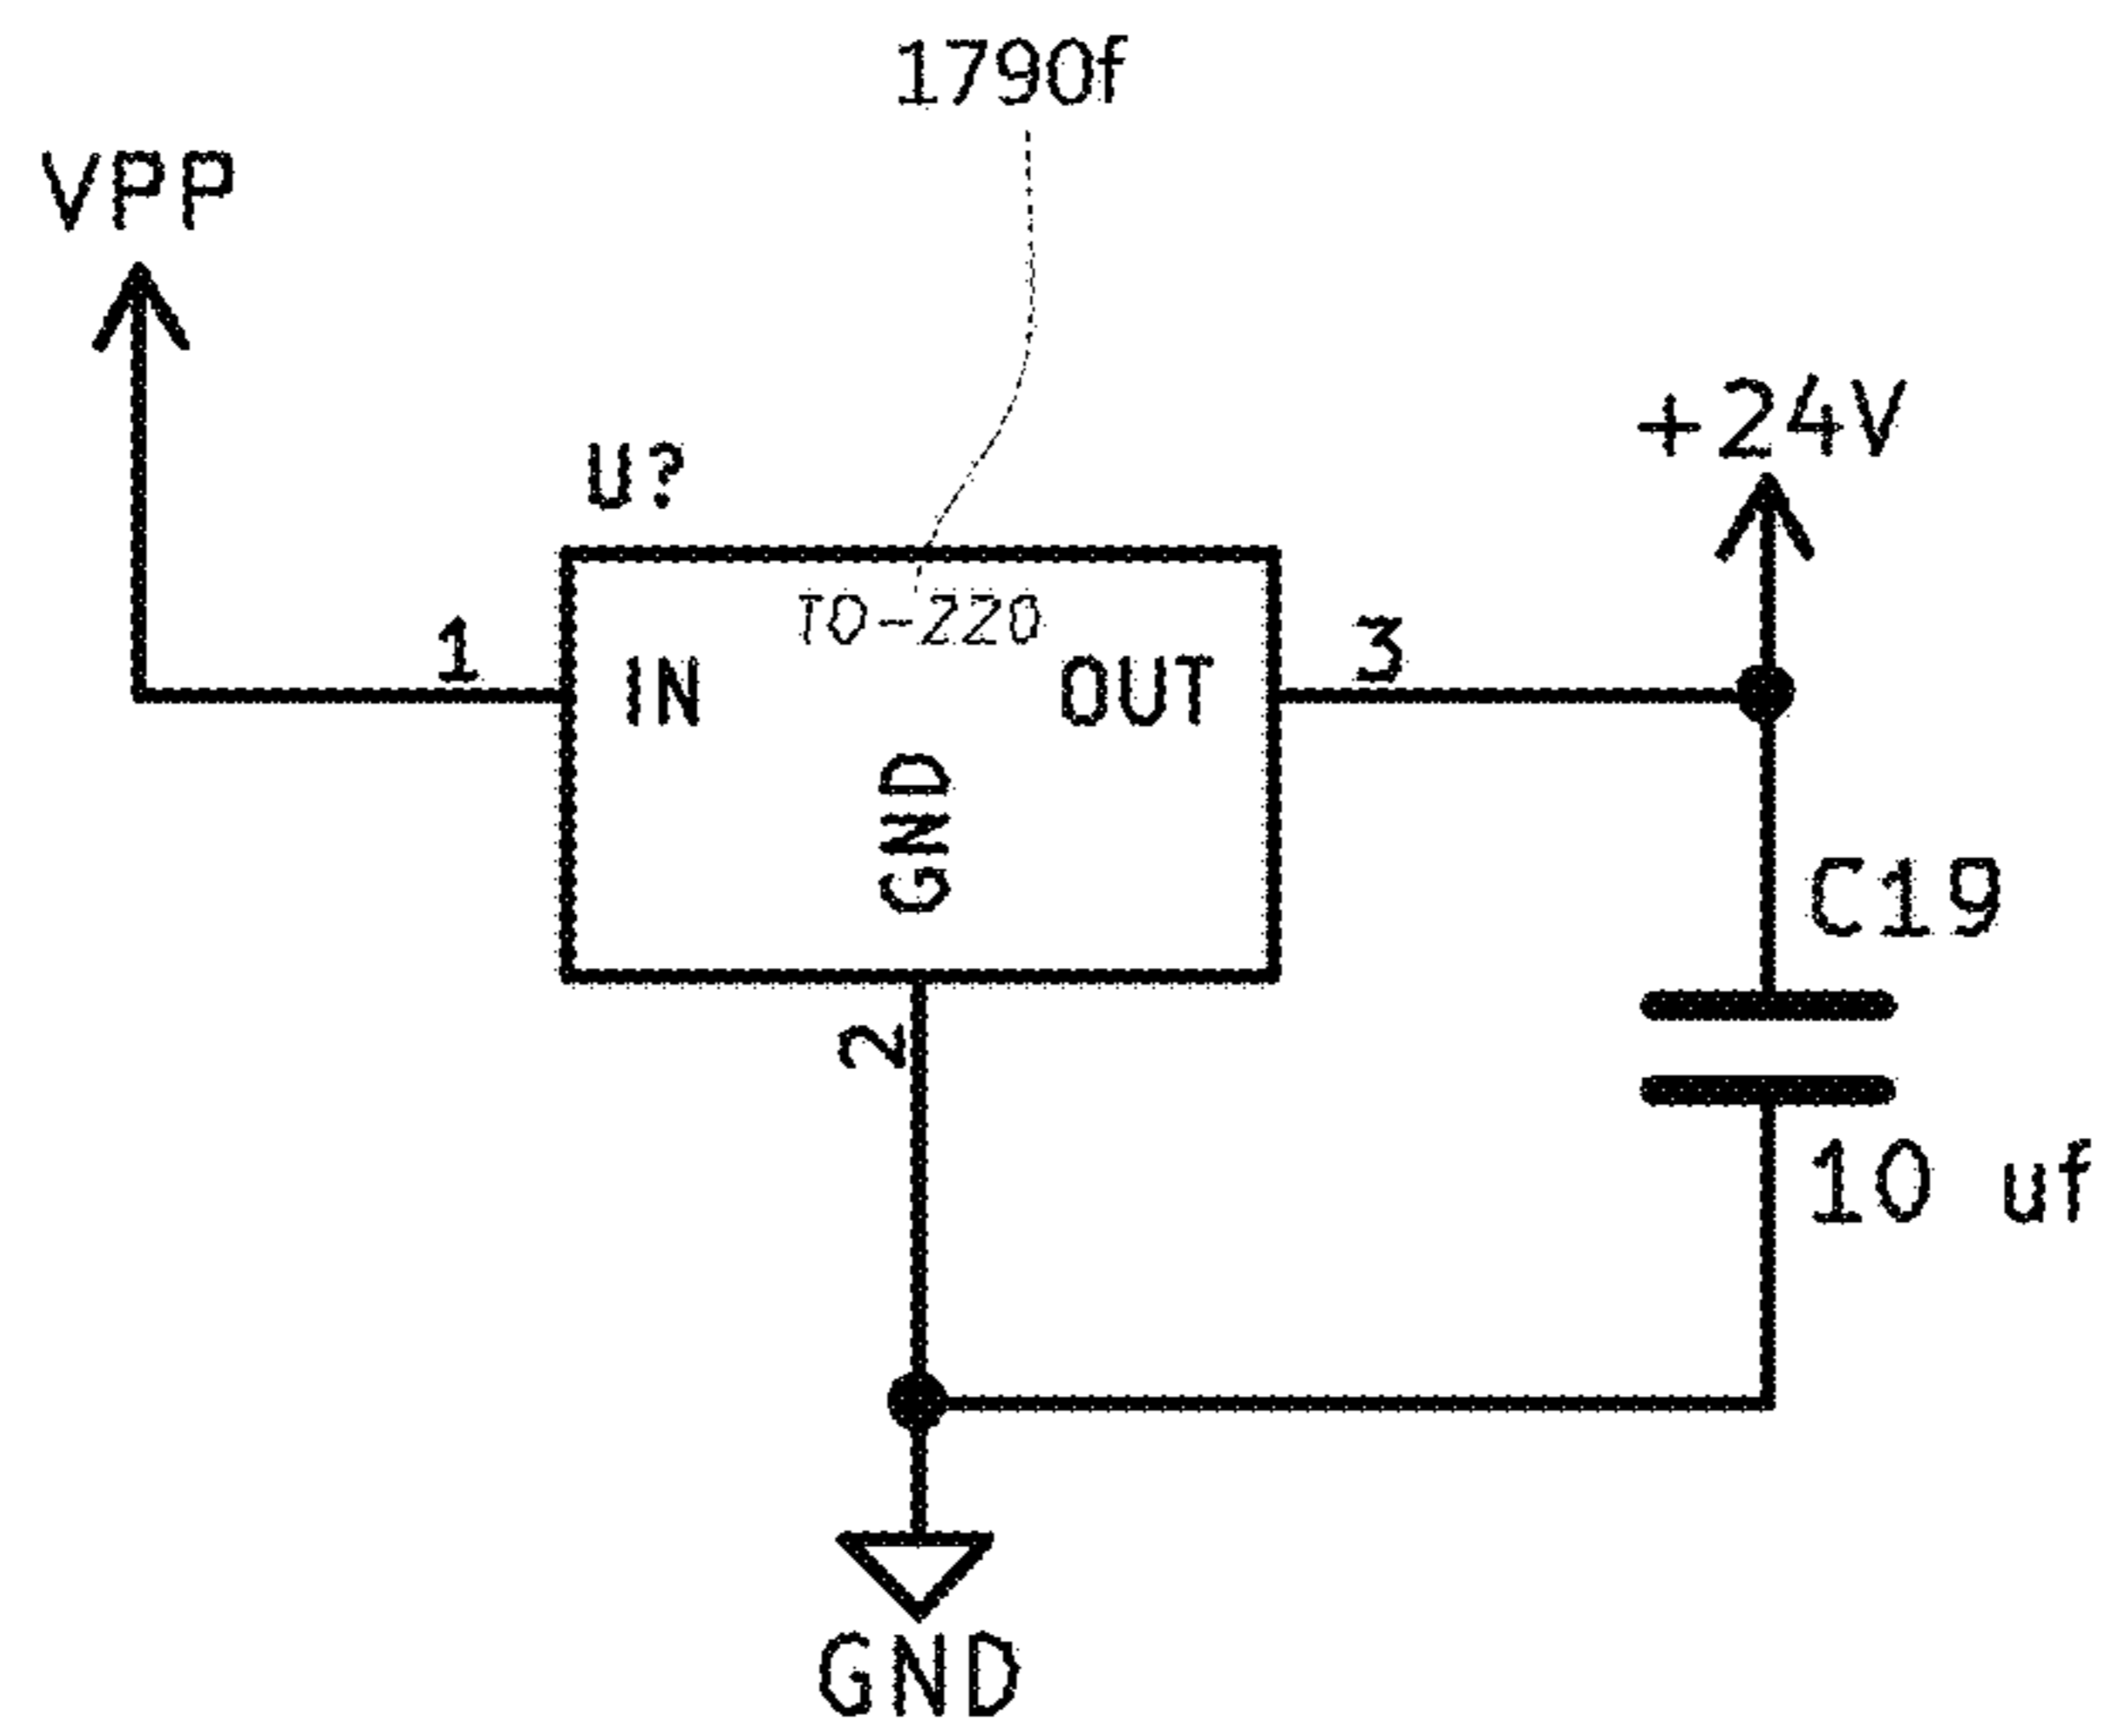 1790f
VPP
+24V
U?
TO-220
1
IN
OUT
3
GND
C19
2
10 uf
GND